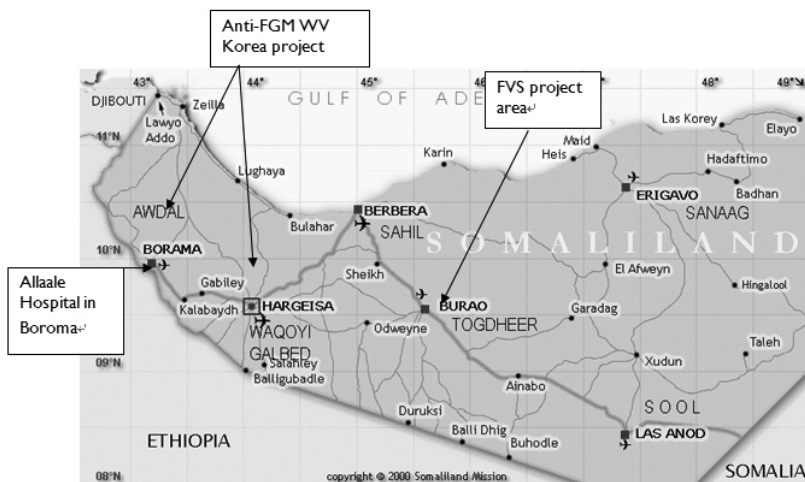 Anti-FGM WV
Korea project
FVS project
area↵
Allaale
Hospital in
Boroma↵
43°
44°
45°
46°
47°
48°
49°
11°N
10°N
09°N
08°N
GULF OF ADE
DJIBOUTI
Zeilla
Lawyo
Addo
Lughaya
Bulahar
Karin
Heis
Maid
Las Korey
Elayo
Hadaftimo
Badhan
AWDAL
BERBERA
SAHIL
ERIGAVO
SANAAG
SOMALILAND
BORAMA
Gabiley
Kalabaydh
HARGEISA
WAQOYI
GALBED
Salahley
Balligubadle
Sheikh
BURAO
TOGDHEER
Odweyne
El Afweyn
Hingalool
Garadag
Taleh
Xudun
Ainabo
SOOL
LAS ANOD
Duruksi
Balli Dhig
Buhodle
ETHIOPIA
SOMALIA
copyright © 2000 Somaliland Mission